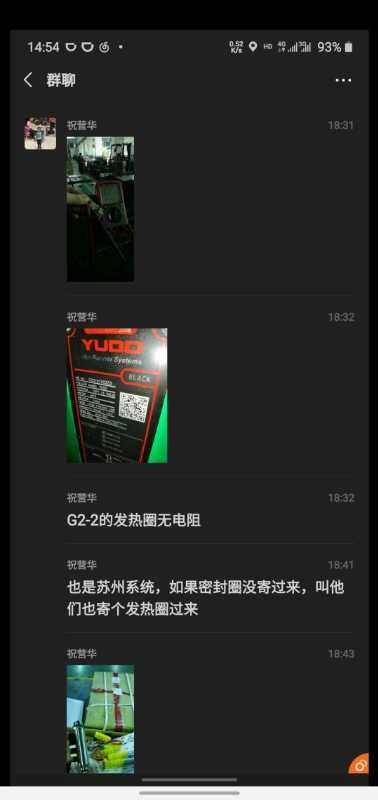 14:54
0.52
K/s
HD
4G
93%
群聊
祝营华
18:31
祝营华
18:32
YUDO
Hot Runner Systems
BLACK
祝营华
18:32
G2-2的发热圈无电阻
祝营华
18:41
也是苏州系统，如果密封圈没寄过来，叫他
们也寄个发热圈过来
祝营华
18:43